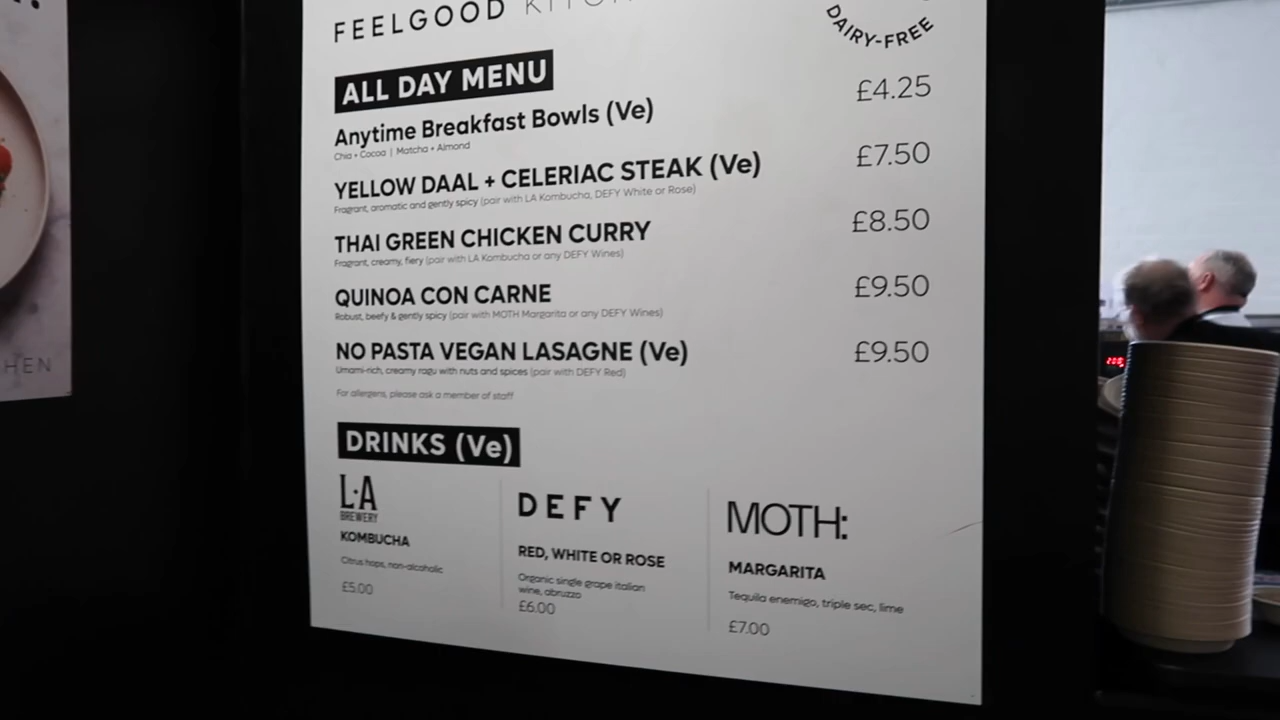 FEELGOOD
DAIRY-FREE
ALL DAY MENU
Anytime Breakfast Bowls (Ve) £4.25
Chia + Cocoa | Matcha + Almond
YELLOW DAAL + CELERIAC STEAK (Ve) £7.50
Fragrant, aromatic and gently spicy (pair with LA Kombucha, DEFY White or Rose)
THAI GREEN CHICKEN CURRY £8.50
Fragrant, creamy, fiery (pair with LA Kombucha or any DEFY Wines)
QUINOA CON CARNE £9.50
Robust, beefy & gently spicy (pair with MOTH Margarita or any DEFY Wines)
NO PASTA VEGAN LASAGNE (Ve) £9.50
Umami-rich, creamy ragu with nuts and spices (pair with DEFY Red)
For allergens, please ask a member of staff
DRINKS (Ve)
L·A
BREWERY
KOMBUCHA
Citrus hops, non-alcoholic
£5.00
DEFY
RED, WHITE OR ROSE
Organic single grape italian
wine, abruzzo
£6.00
MOTH:
MARGARITA
Tequila enemigo, triple sec, lime
£7.00
HEN